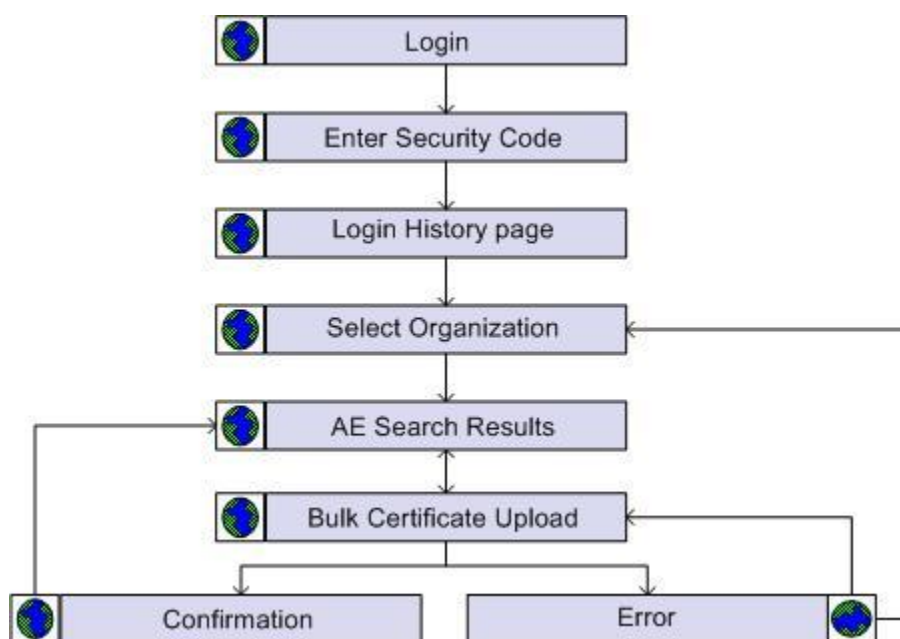 Login
Enter Security Code
Login History page
Select Organization
AE Search Results
Bulk Certificate Upload
Confirmation
Error